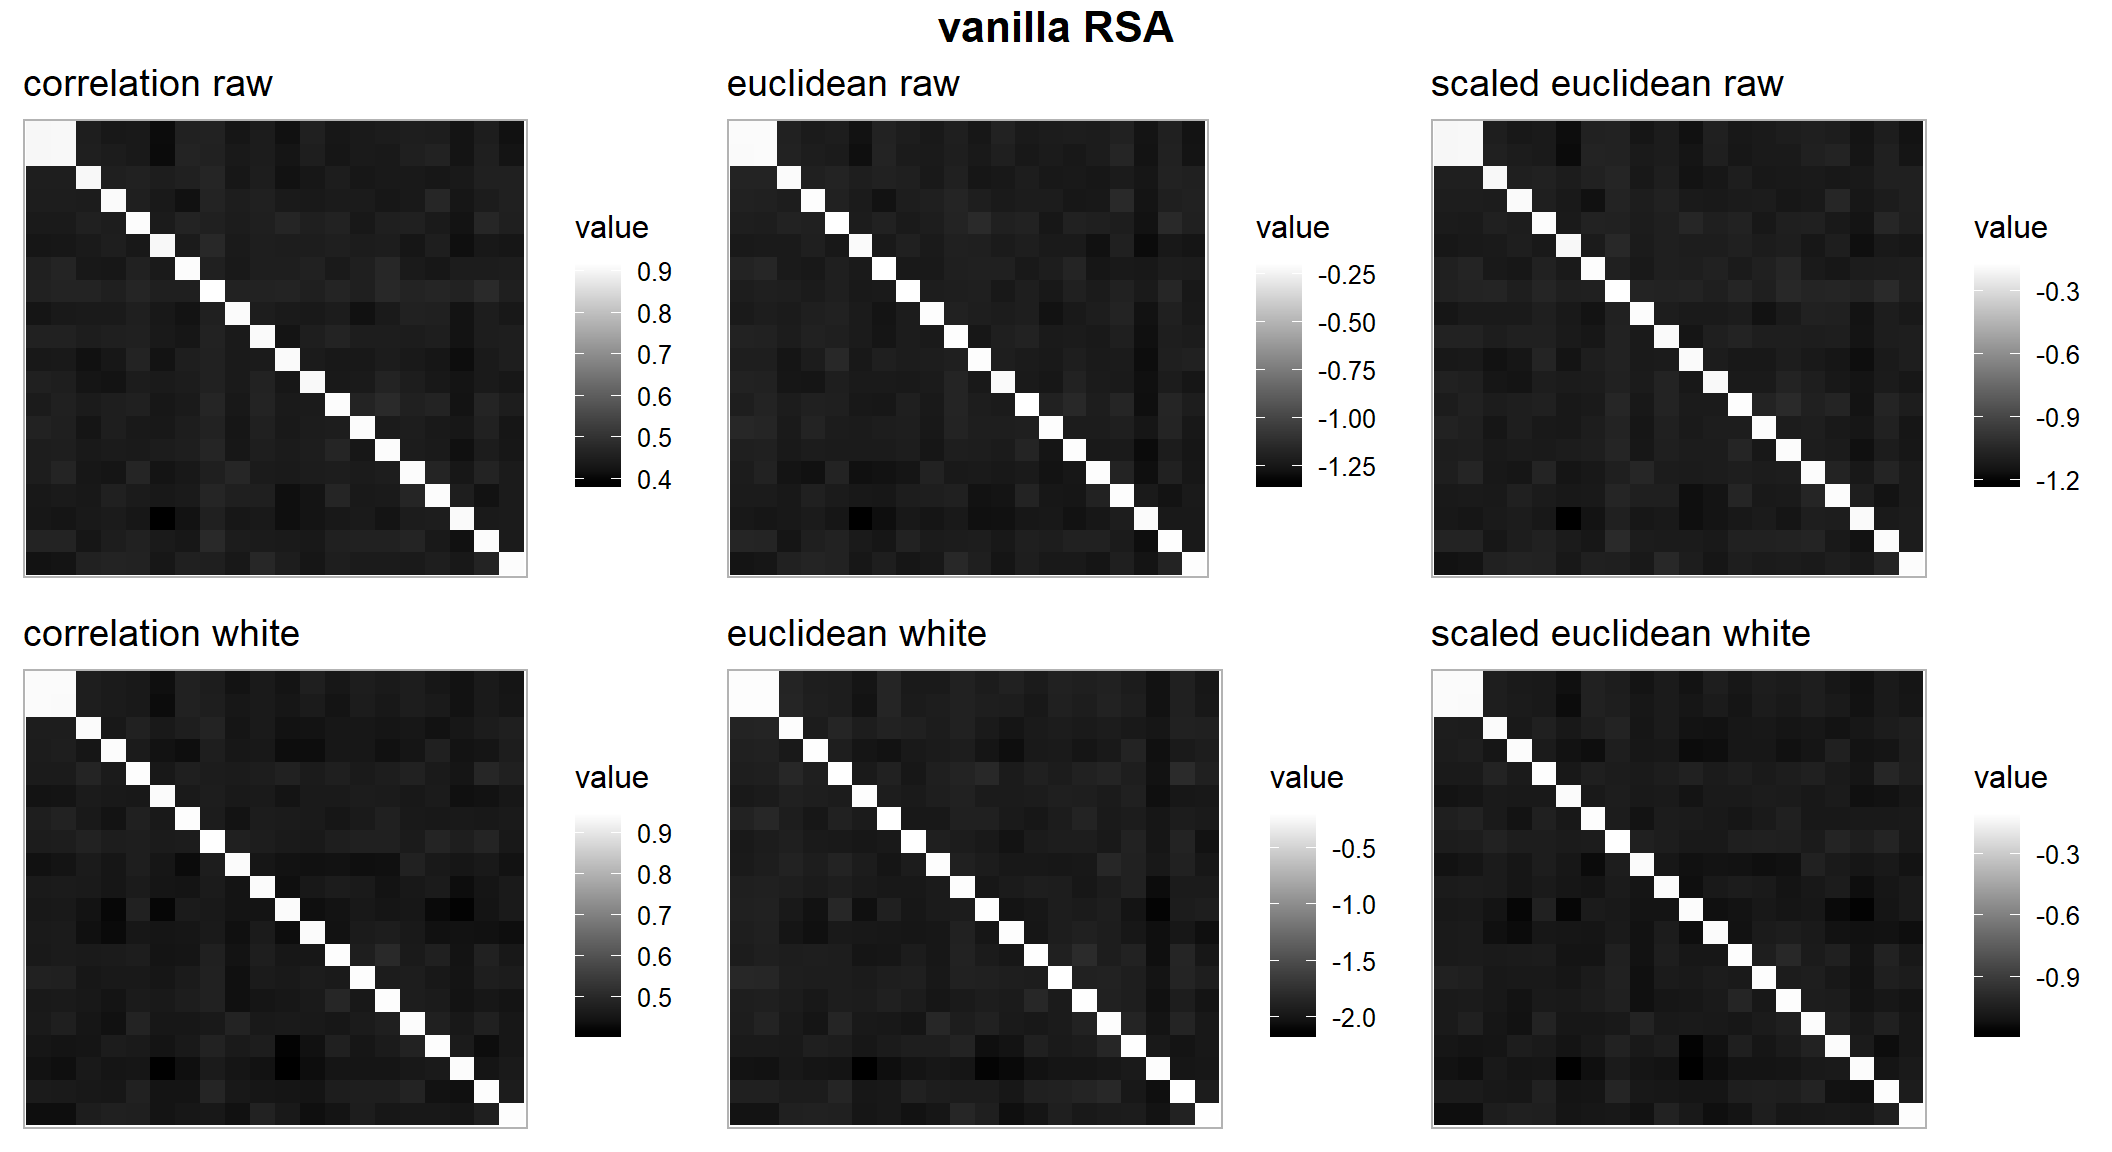 vanilla RSA
correlation raw
value
0.9
0.8
0.7
0.6
0.5
0.4
euclidean raw
value
-0.25
-0.50
-0.75
-1.00
-1.25
scaled euclidean raw
value
-0.3
-0.6
-0.9
-1.2
correlation white
value
0.9
0.8
0.7
0.6
0.5
euclidean white
value
-0.5
-1.0
-1.5
-2.0
scaled euclidean white
value
-0.3
-0.6
-0.9